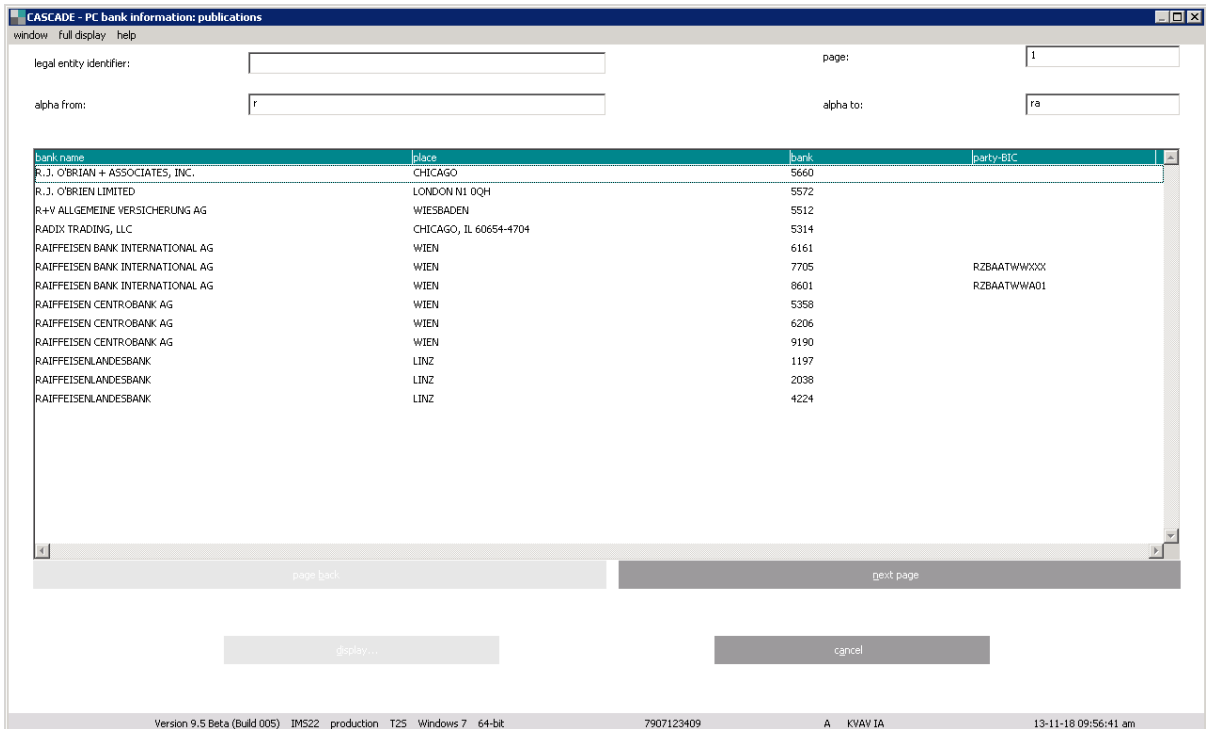 CASCADE - PC bank information: publications
window full display help
legal entity identifier: page: 1
alpha from: r alpha to: ra
bank name place bank party-BIC
R.J. O'BRIAN + ASSOCIATES, INC. CHICAGO 5660
R.J. O'BRIEN LIMITED LONDON N1 0QH 5572
R+V ALLGEMEINE VERSICHERUNG AG WIESBADEN 5512
RADIX TRADING, LLC CHICAGO, IL 60654-4704 5314
RAIFFEISEN BANK INTERNATIONAL AG WIEN 6161
RAIFFEISEN BANK INTERNATIONAL AG WIEN 7705 RZBAATWWXXX
RAIFFEISEN BANK INTERNATIONAL AG WIEN 8601 RZBAATWWA01
RAIFFEISEN CENTROBANK AG WIEN 5358
RAIFFEISEN CENTROBANK AG WIEN 6206
RAIFFEISEN CENTROBANK AG WIEN 9190
RAIFFEISENLANDESBANK LINZ 1197
RAIFFEISENLANDESBANK LINZ 2038
RAIFFEISENLANDESBANK LINZ 4224
page back next page
display... cancel
Version 9.5 Beta (Build 005) IMS22 production T2S Windows 7 64-bit 7907123409 A KVAV IA 13-11-18 09:56:41 am